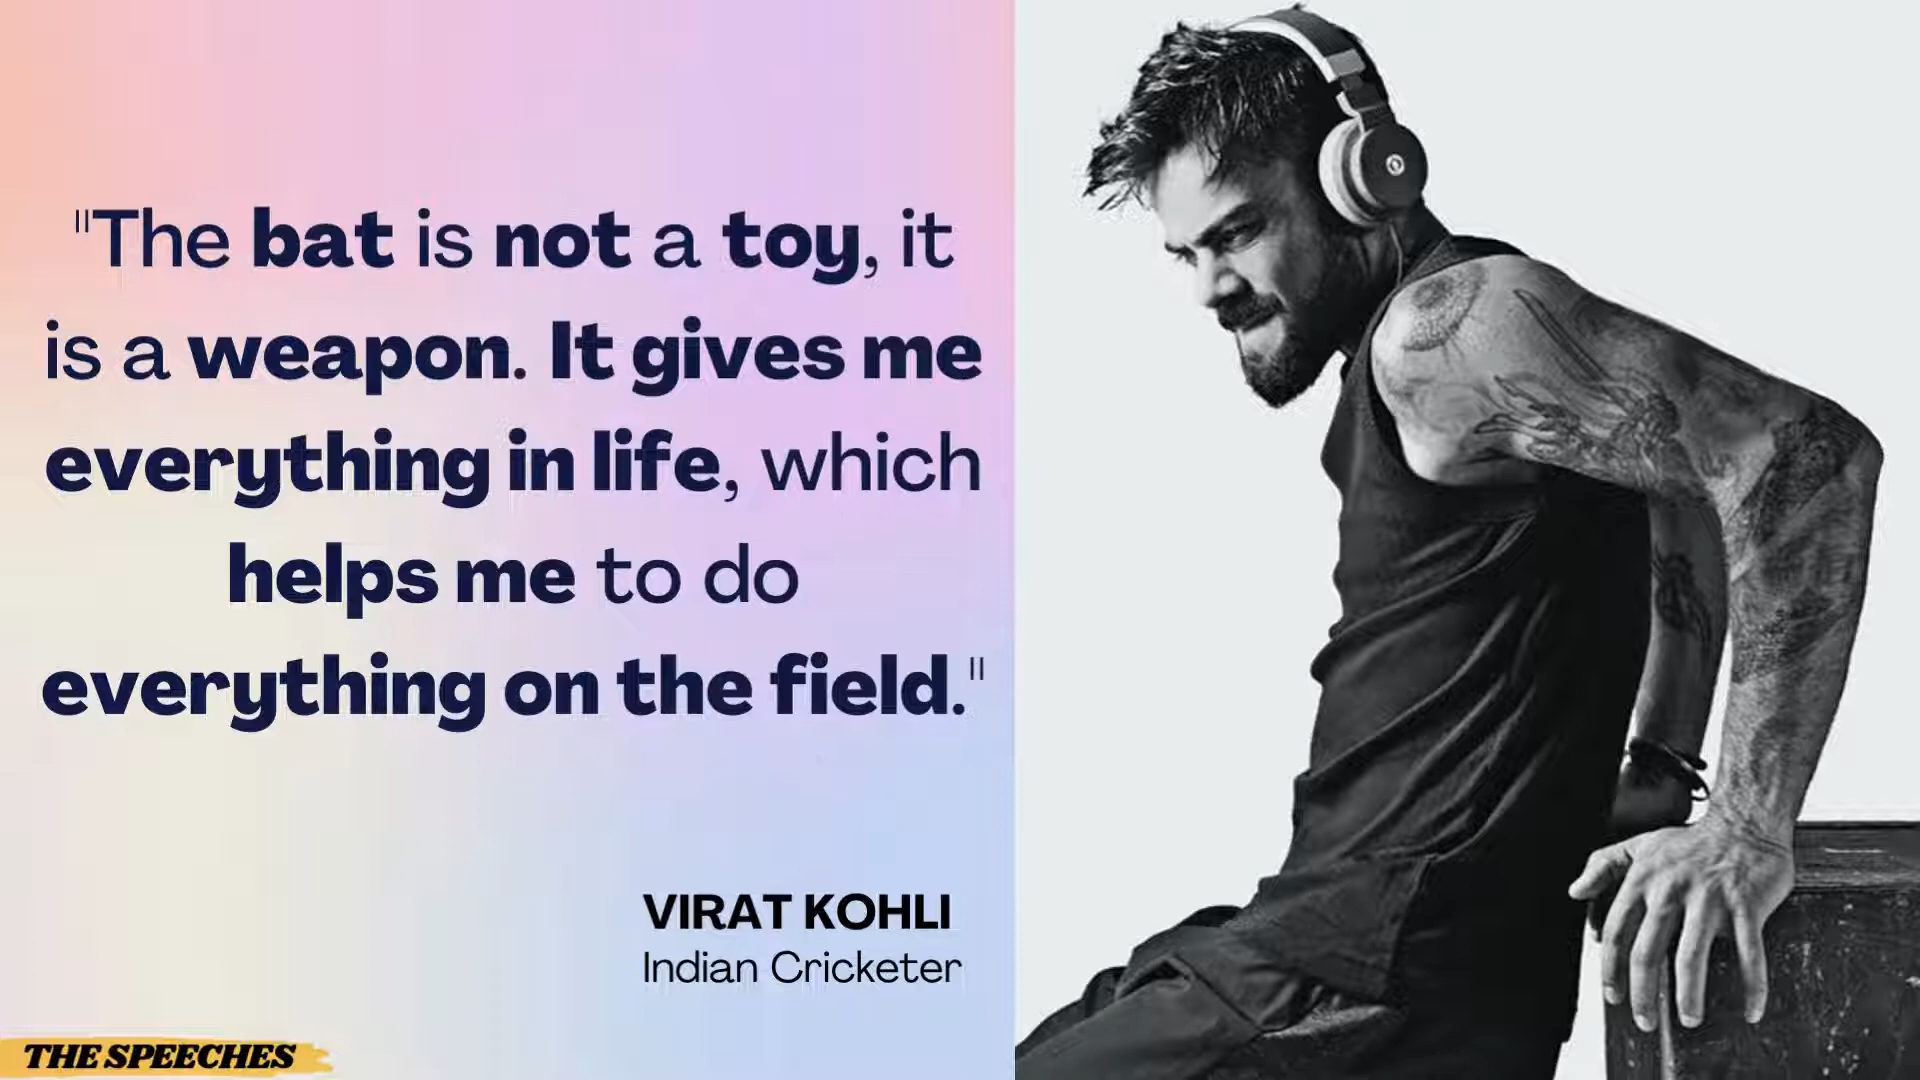 "The bat is not a toy, it
is a weapon. It gives me
everything in life, which
helps me to do
everything on the field."
VIRAT KOHLI
Indian Cricketer
THE SPEECHES